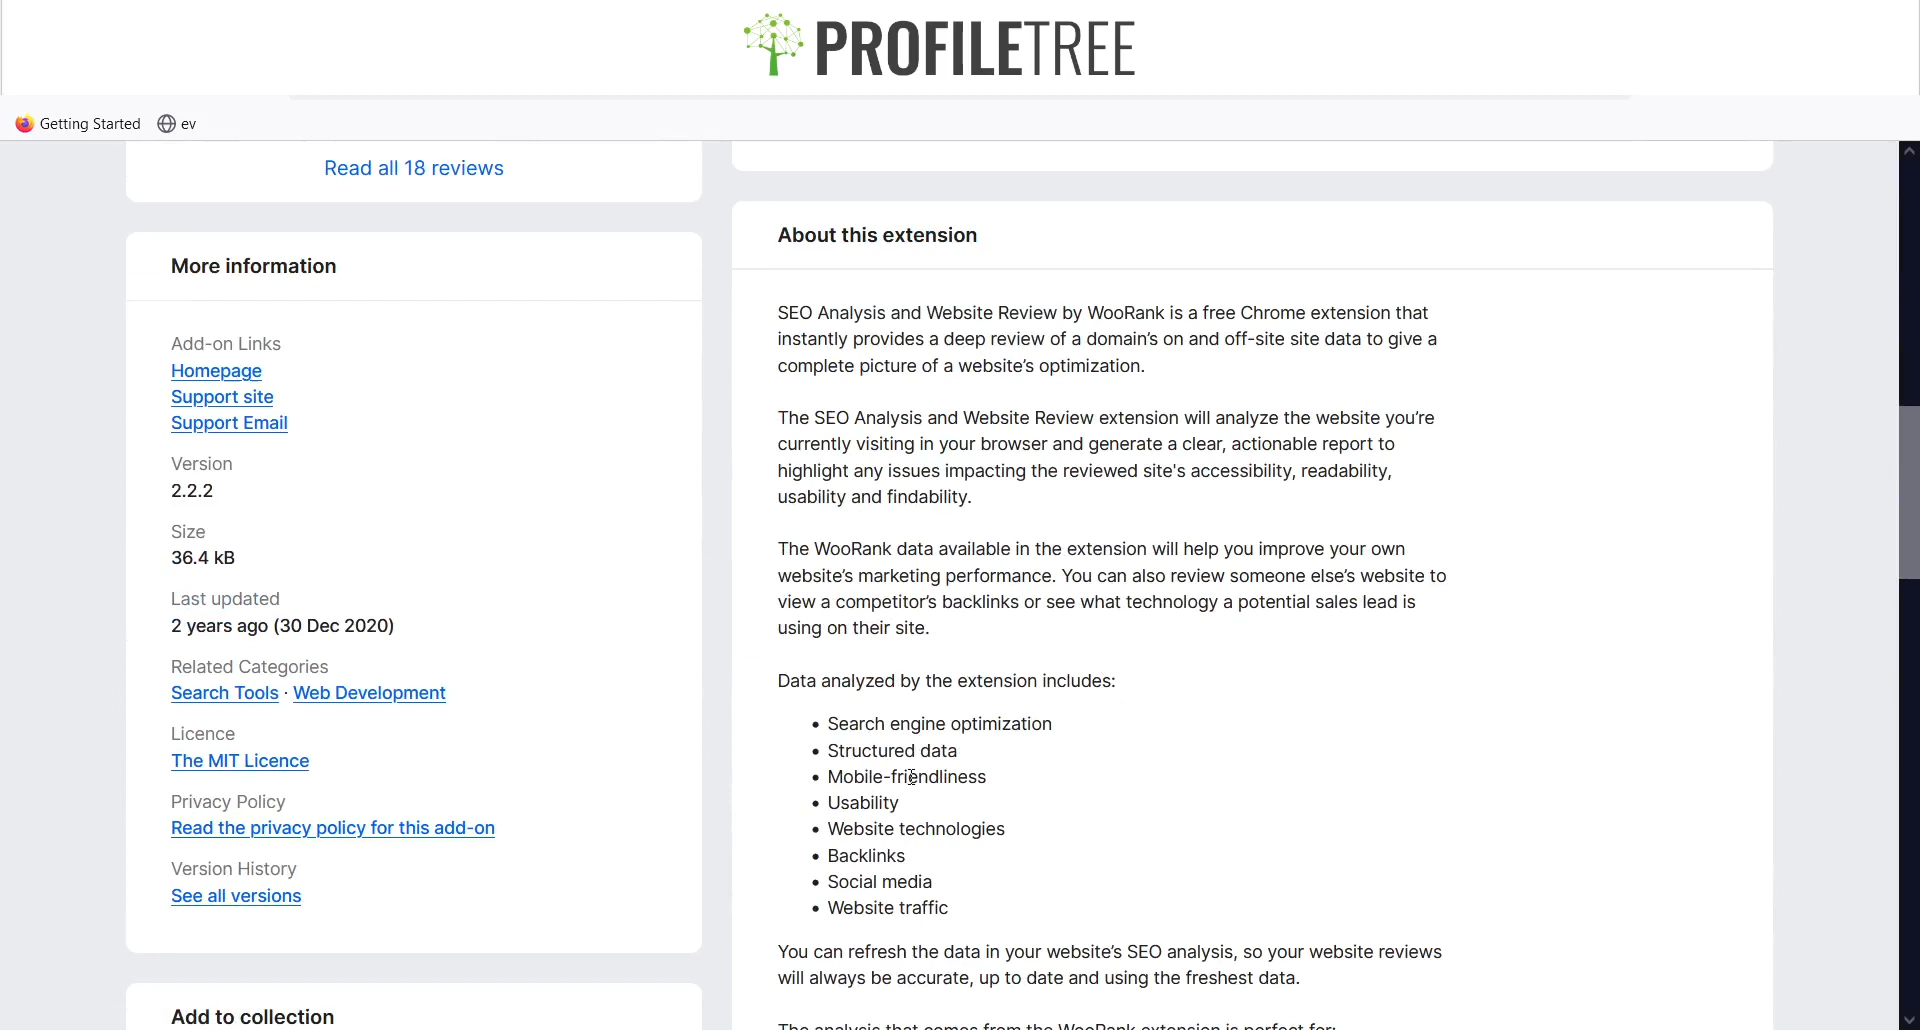 PROFILETREE
Getting Started
ev
Read all 18 reviews
More information
Add-on Links
Homepage
Support site
Support Email
Version
2.2.2
Size
36.4 kB
Last updated
2 years ago (30 Dec 2020)
Related Categories
Search Tools · Web Development
Licence
The MIT Licence
Privacy Policy
Read the privacy policy for this add-on
Version History
See all versions
Add to collection
About this extension
SEO Analysis and Website Review by WooRank is a free Chrome extension that
instantly provides a deep review of a domain’s on and off-site site data to give a
complete picture of a website’s optimization.
The SEO Analysis and Website Review extension will analyze the website you’re
currently visiting in your browser and generate a clear, actionable report to
highlight any issues impacting the reviewed site's accessibility, readability,
usability and findability.
The WooRank data available in the extension will help you improve your own
website’s marketing performance. You can also review someone else’s website to
view a competitor’s backlinks or see what technology a potential sales lead is
using on their site.
Data analyzed by the extension includes:
• Search engine optimization
• Structured data
• Mobile-friendliness
• Usability
• Website technologies
• Backlinks
• Social media
• Website traffic
You can refresh the data in your website’s SEO analysis, so your website reviews
will always be accurate, up to date and using the freshest data.
The analysis that comes from the WooRank extension is perfect for: